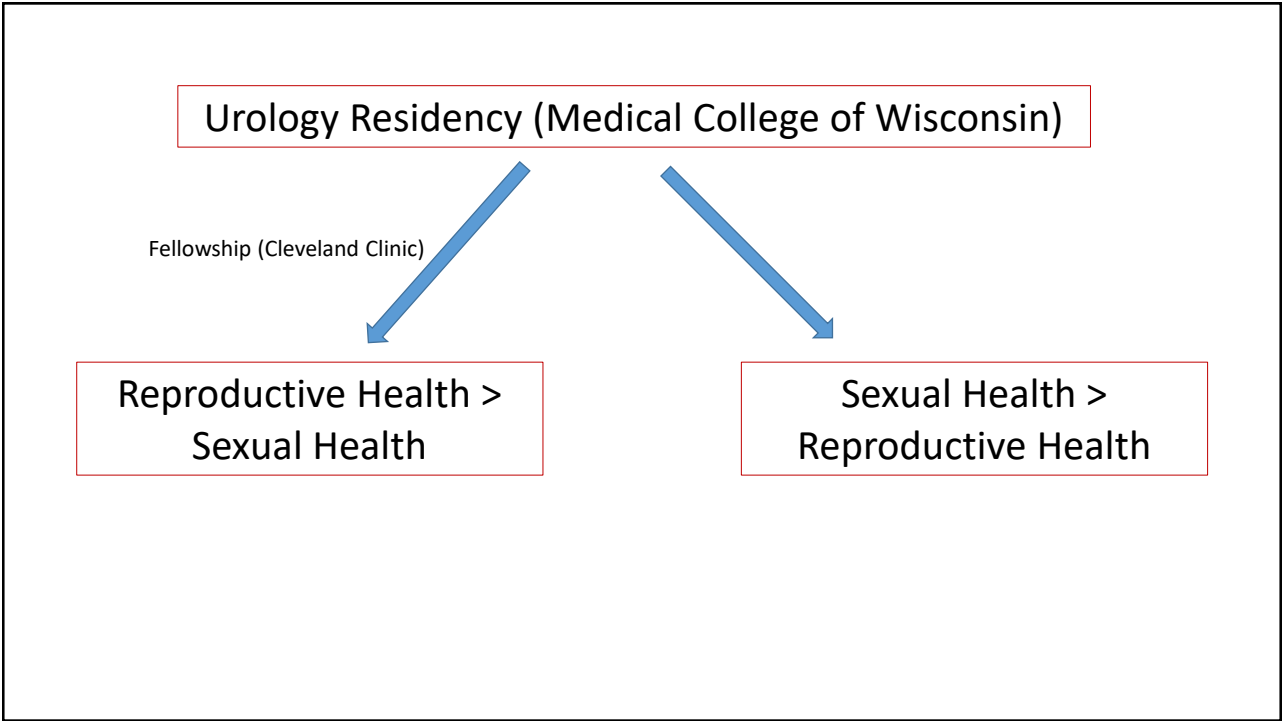 Urology Residency (Medical College of Wisconsin)
Fellowship (Cleveland Clinic)
Reproductive Health >
Sexual Health
Sexual Health >
Reproductive Health